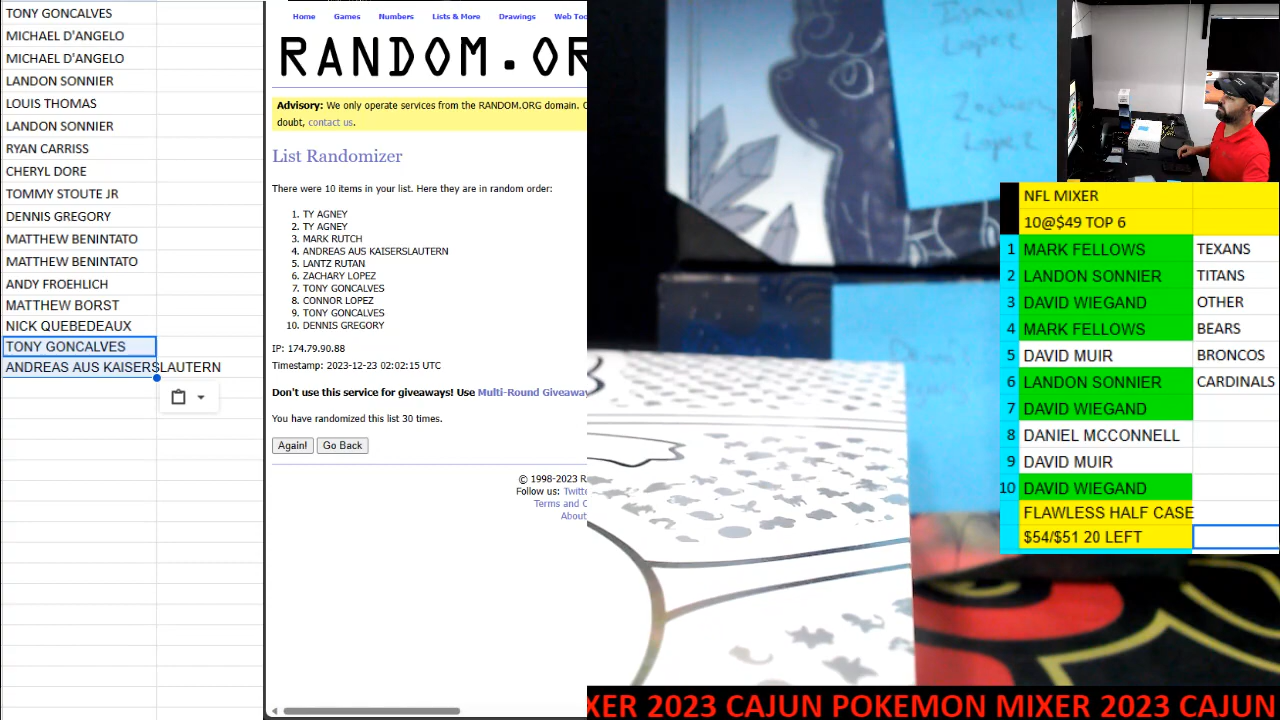 TONY GONCALVES
MICHAEL D'ANGELO
MICHAEL D'ANGELO
LANDON SONNIER
LOUIS THOMAS
LANDON SONNIER
RYAN CARRISS
CHERYL DORE
TOMMY STOUTE JR
DENNIS GREGORY
MATTHEW BENINTATO
MATTHEW BENINTATO
ANDY FROEHLICH
MATTHEW BORST
NICK QUEBEDEAUX
TONY GONCALVES
ANDREAS AUS KAISERSLAUTERN
Home Games Numbers Lists & More Drawings Web Too
RANDOM.OR
Advisory: We only operate services from the RANDOM.ORG domain.
doubt, contact us.
List Randomizer
There were 10 items in your list. Here they are in random order:
1. TY AGNEY
2. TY AGNEY
3. MARK RUTCH
4. ANDREAS AUS KAISERSLAUTERN
5. LANTZ RUTAN
6. ZACHARY LOPEZ
7. TONY GONCALVES
8. CONNOR LOPEZ
9. TONY GONCALVES
10. DENNIS GREGORY
IP: 174.79.90.88
Timestamp: 2023-12-23 02:02:15 UTC
Don't use this service for giveaways! Use Multi-Round Giveaway
You have randomized this list 30 times.
Again! Go Back
© 1998-2023 R
Follow us: Twitte
Terms and C
About
Lopez
Zachary
Lopez
NFL MIXER
10@$49 TOP 6
1 MARK FELLOWS TEXANS
2 LANDON SONNIER TITANS
3 DAVID WIEGAND OTHER
4 MARK FELLOWS BEARS
5 DAVID MUIR BRONCOS
6 LANDON SONNIER CARDINALS
7 DAVID WIEGAND
8 DANIEL MCCONNELL
9 DAVID MUIR
10 DAVID WIEGAND
FLAWLESS HALF CASE
$54/$51 20 LEFT
XER 2023 CAJUN POKEMON MIXER 2023 CAJUN